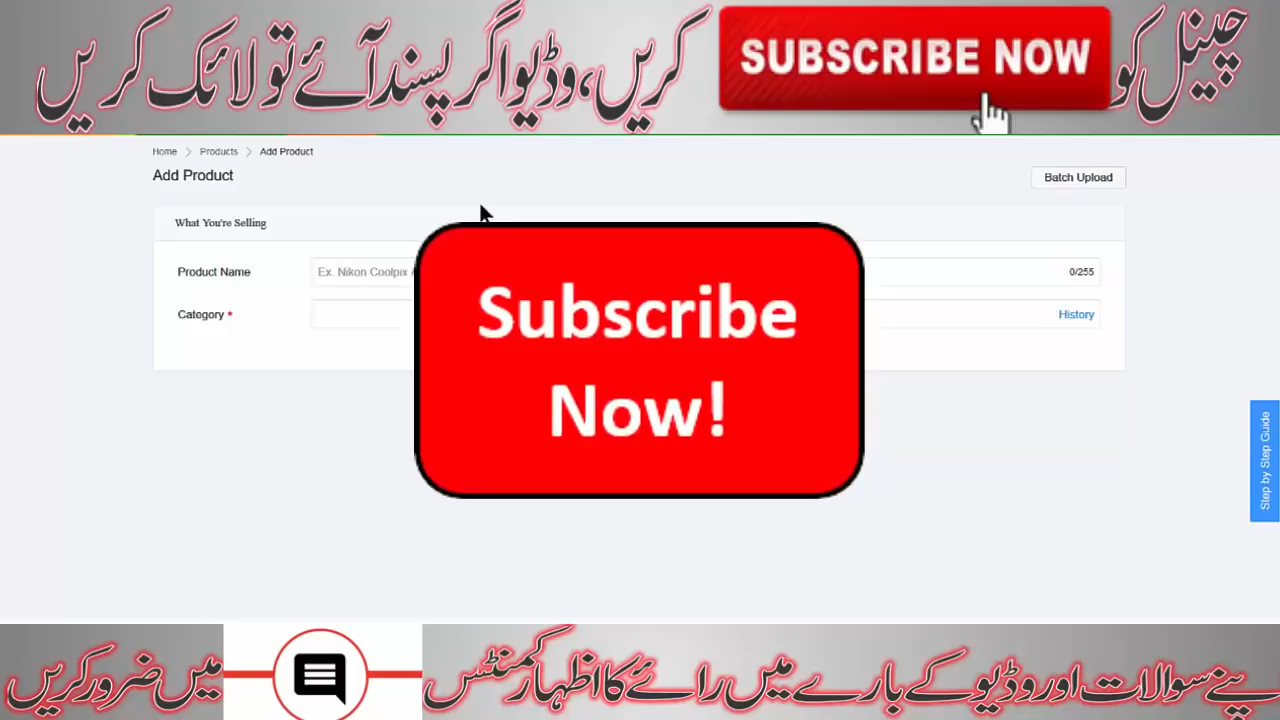 چینل کو SUBSCRIBE NOW کریں، وڈیو اگر پسند آئے تو لائک کریں
Home > Products > Add Product
Add Product
Batch Upload
What You're Selling
Product Name
Ex. Nikon Coolpix
0/255
Category *
History
Subscribe
Now!
Step by Step Guide
پنے سوالات اور وڈیو کے بارے میں رائے کا اظہار کمنٹس میں ضرور کریں